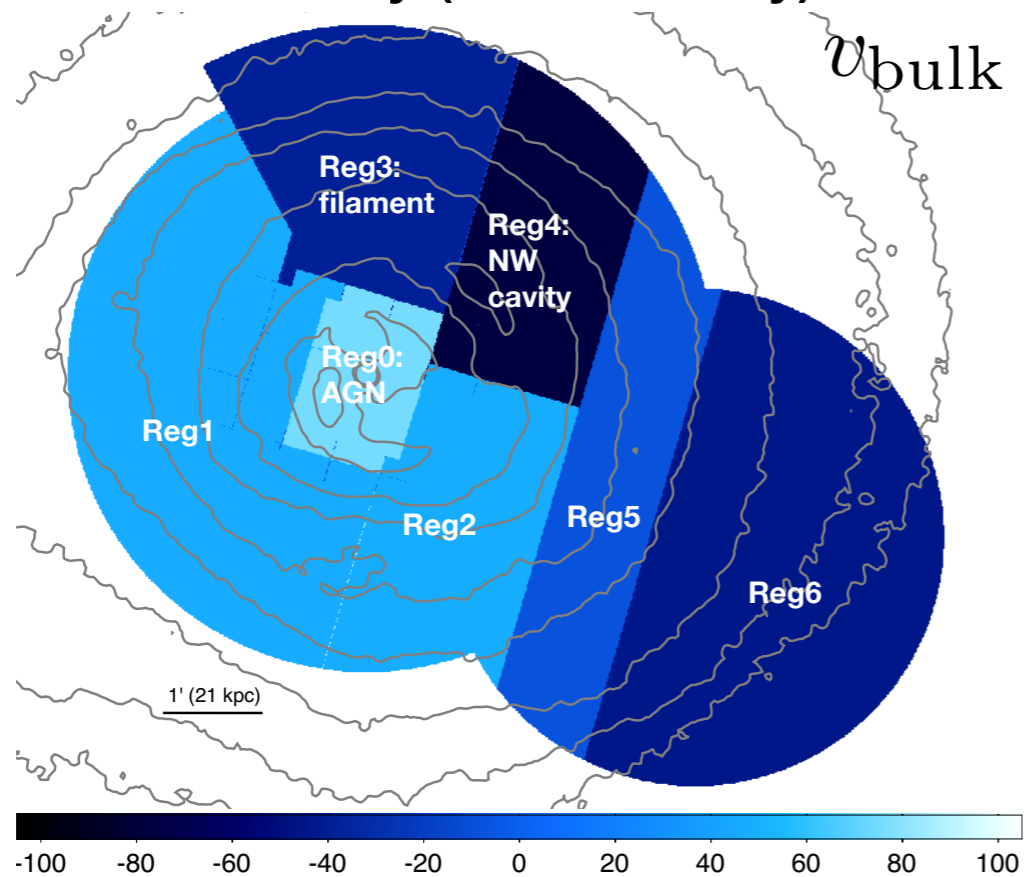 v_bulk
Reg3:
filament
Reg4:
NW
cavity
Reg0:
AGN
Reg1
Reg2
Reg5
Reg6
1' (21 kpc)
-100 -80 -60 -40 -20 0 20 40 60 80 100